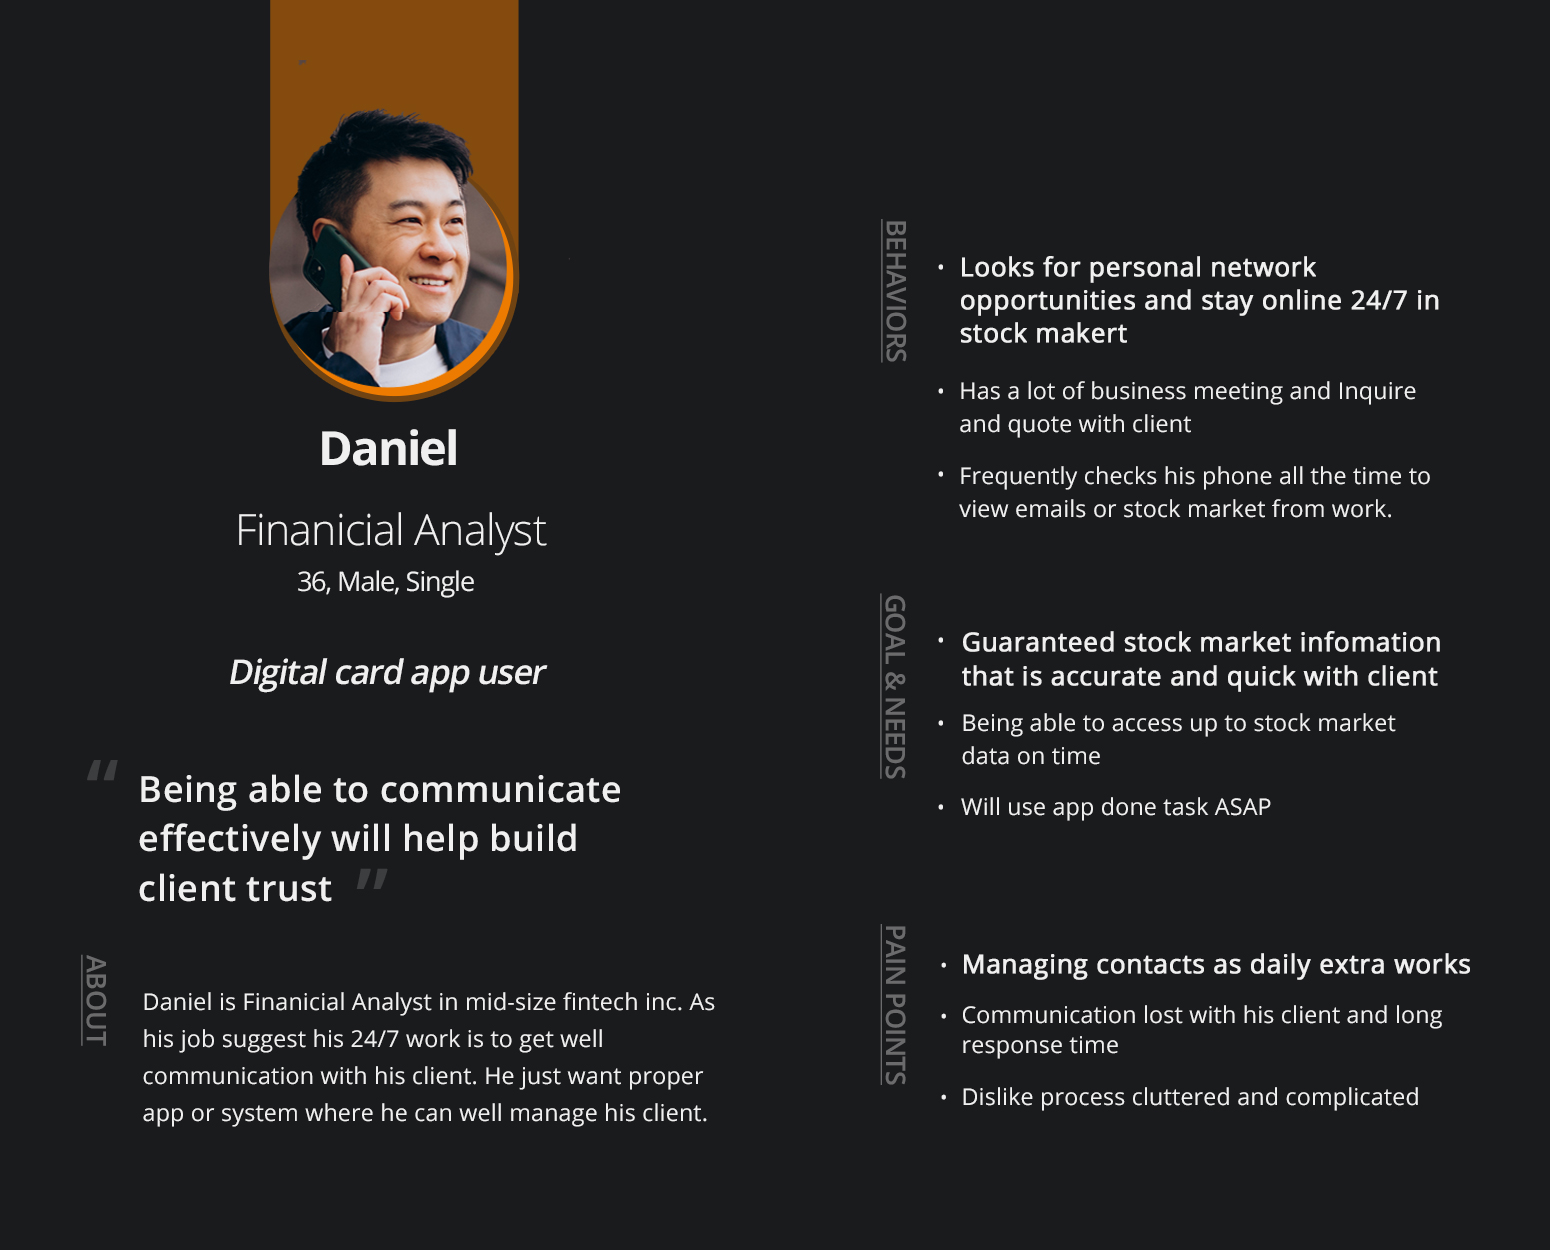 Daniel
Finanicial Analyst
36, Male, Single
Digital card app user
“ Being able to communicate
effectively will help build
client trust ”
ABOUT
Daniel is Finanicial Analyst in mid-size fintech inc. As
his job suggest his 24/7 work is to get well
communication with his client. He just want proper
app or system where he can well manage his client.
BEHAVIORS
• Looks for personal network
opportunities and stay online 24/7 in
stock makert
• Has a lot of business meeting and Inquire
and quote with client
• Frequently checks his phone all the time to
view emails or stock market from work.
GOAL & NEEDS
• Guaranteed stock market infomation
that is accurate and quick with client
• Being able to access up to stock market
data on time
• Will use app done task ASAP
PAIN POINTS
• Managing contacts as daily extra works
• Communication lost with his client and long
response time
• Dislike process cluttered and complicated